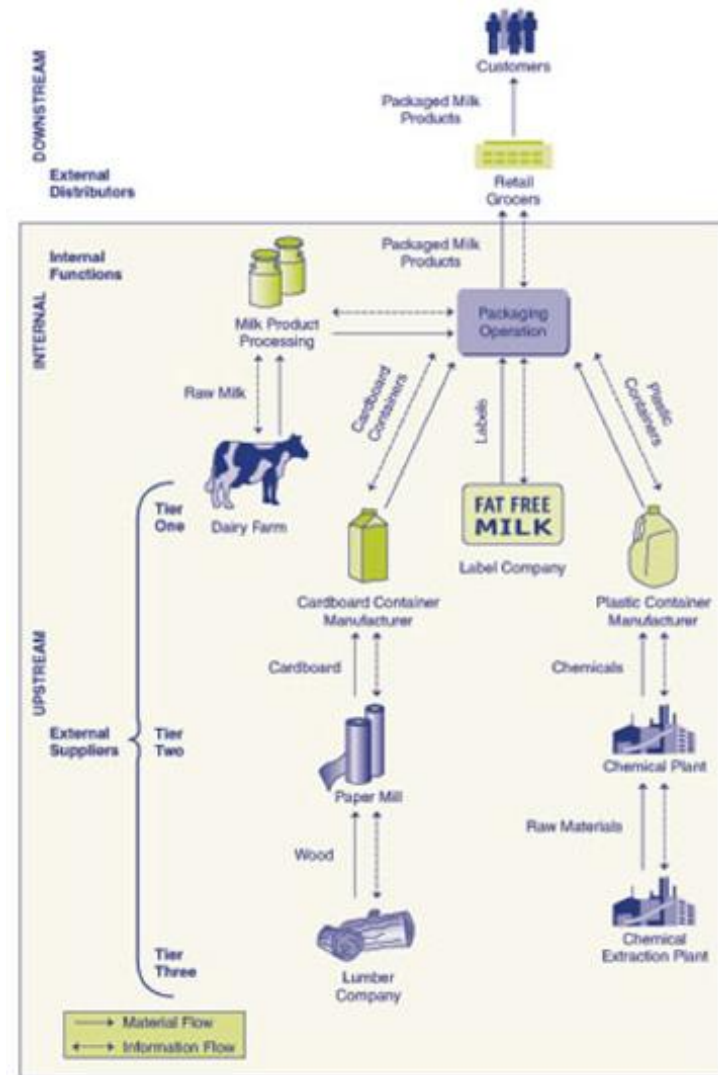 DOWNSTREAM
Customers
Packaged Milk
Products
External
Distributors
Retail
Grocers
INTERNAL
Internal
Functions
Packaged Milk
Products
Milk Product
Processing
Packaging
Operation
Raw Milk
Cardboard
Containers
Labels
Plastic
Containers
UPSTREAM
External
Suppliers
Tier
One
Dairy Farm
FAT FREE
MILK
Label Company
Cardboard Container
Manufacturer
Plastic Container
Manufacturer
Cardboard
Chemicals
Tier
Two
Paper Mill
Chemical Plant
Wood
Raw Materials
Tier
Three
Lumber
Company
Chemical
Extraction Plant
Material Flow
Information Flow